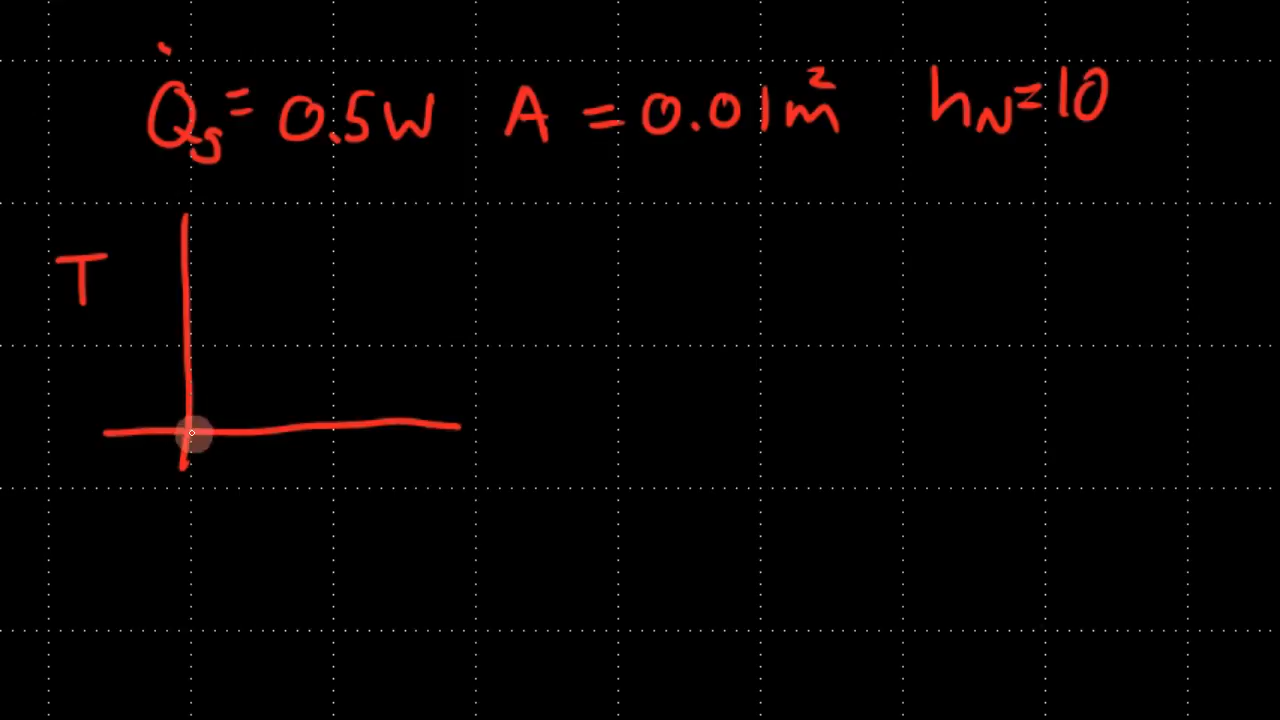 Q̇s = 0.5W A = 0.01m² hN = 10
T